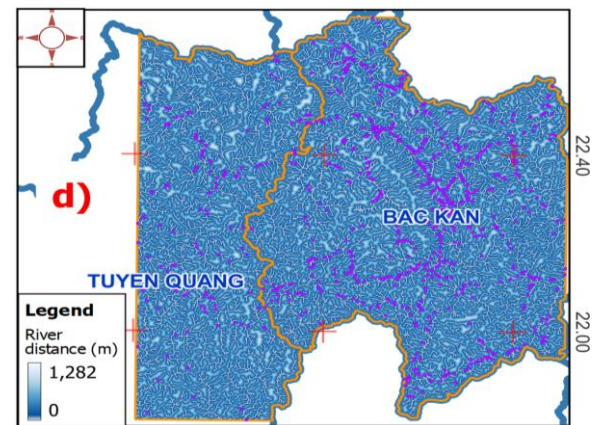 d)
BAC KAN
TUYEN QUANG
22.40
22.00
Legend
River
distance (m)
1,282
0